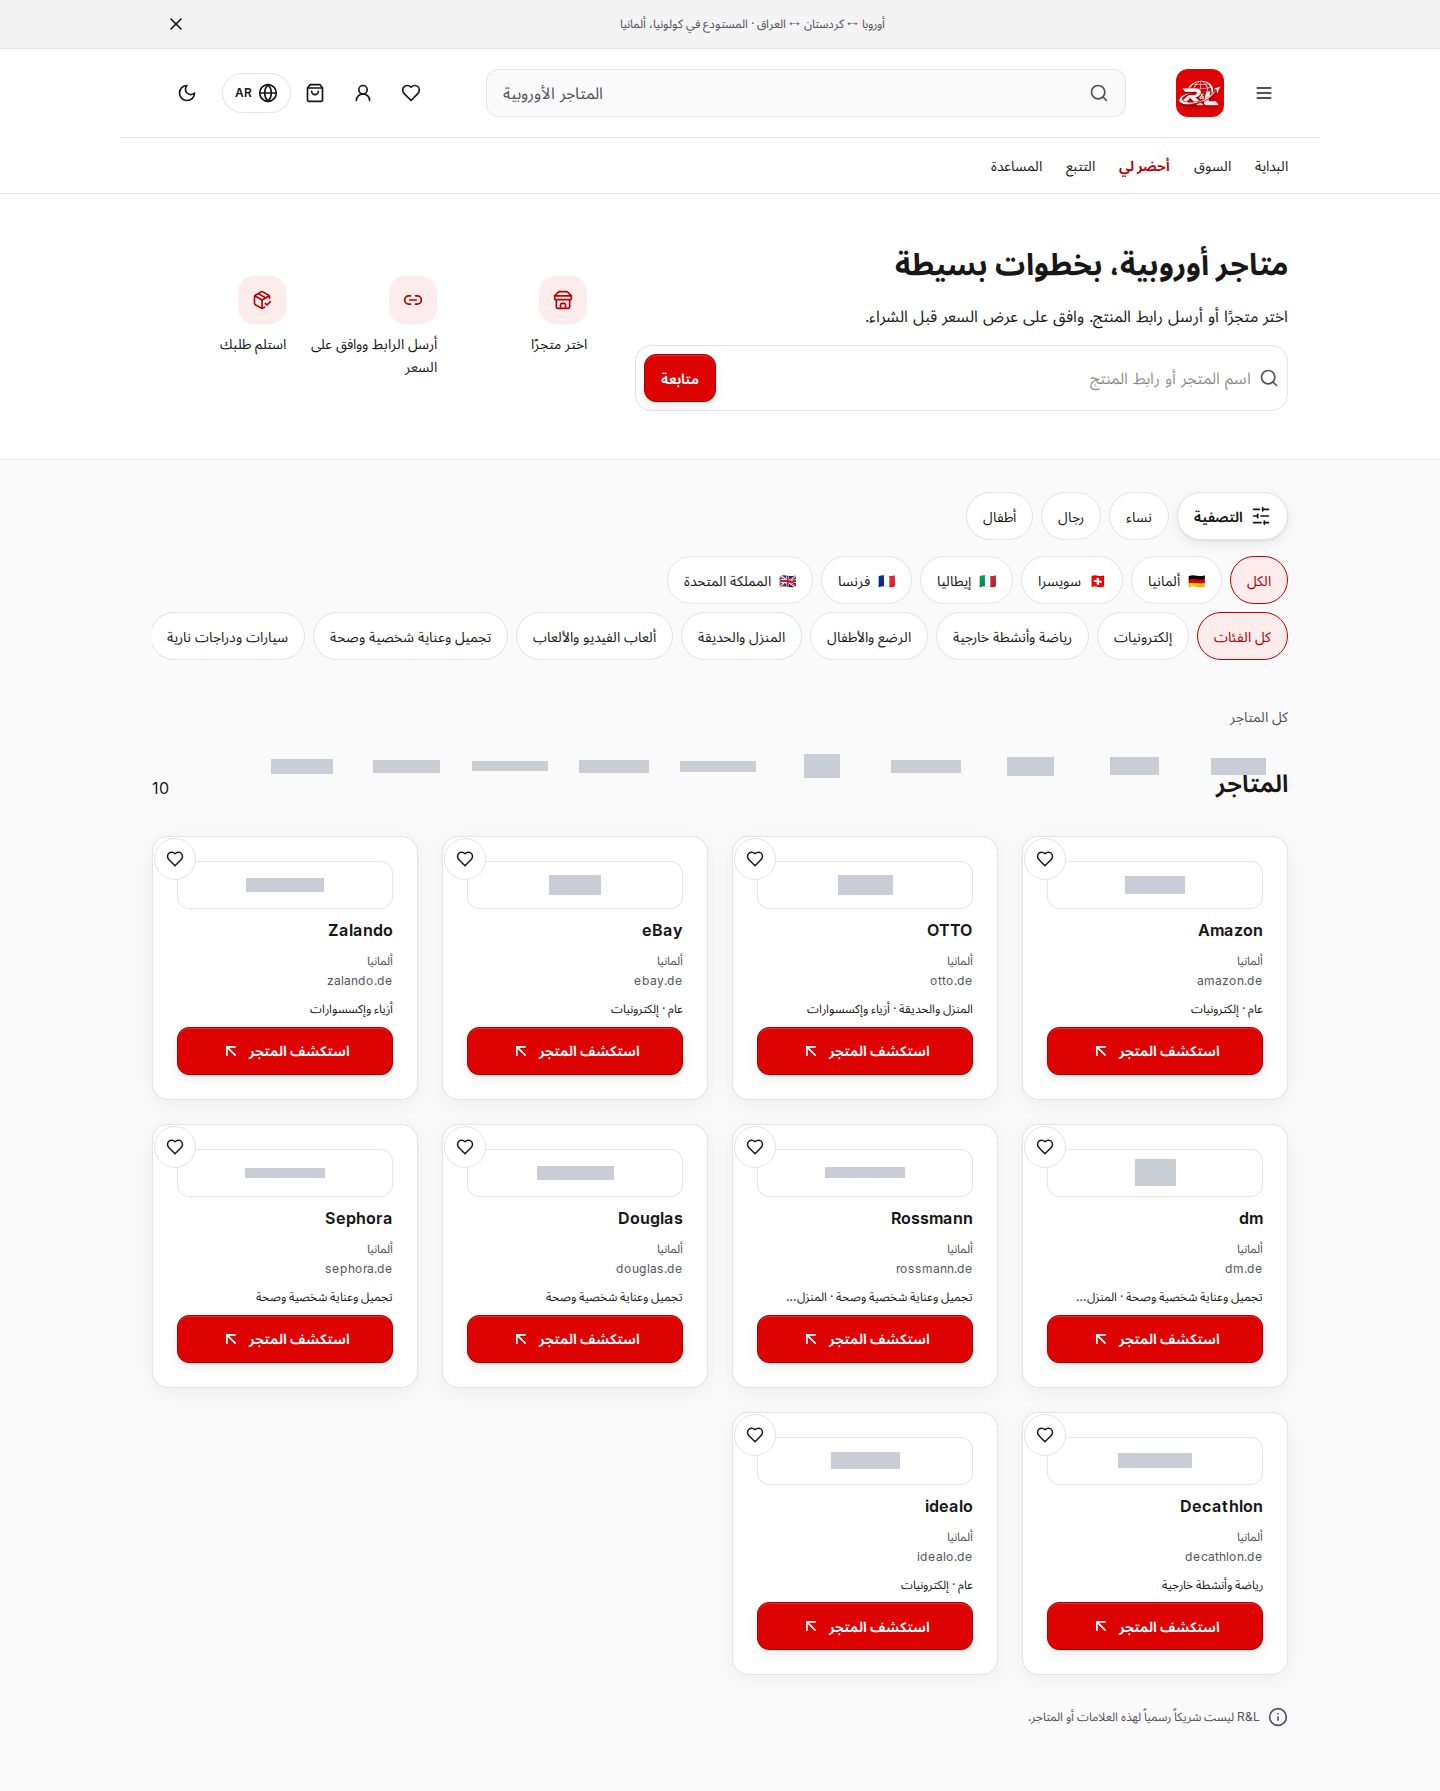 أوروبا ↔ كردستان ↔ العراق · المستودع في كولونيا، ألمانيا
المتاجر الأوروبية
AR
البداية
السوق
أحضر لي
التتبع
المساعدة
متاجر أوروبية، بخطوات بسيطة
اختر متجرًا أو أرسل رابط المنتج. وافق على عرض السعر قبل الشراء.
اسم المتجر أو رابط المنتج
متابعة
اختر متجرًا
أرسل الرابط ووافق على
السعر
استلم طلبك
التصفية
نساء
رجال
أطفال
الكل
ألمانيا
سويسرا
إيطاليا
فرنسا
المملكة المتحدة
كل الفئات
إلكترونيات
رياضة وأنشطة خارجية
الرضع والأطفال
المنزل والحديقة
ألعاب الفيديو والألعاب
تجميل وعناية شخصية وصحة
سيارات ودراجات نارية
كل المتاجر
المتاجر
10
Amazon
ألمانيا
amazon.de
عام · إلكترونيات
استكشف المتجر
OTTO
ألمانيا
otto.de
المنزل والحديقة · أزياء وإكسسوارات
استكشف المتجر
eBay
ألمانيا
ebay.de
عام · إلكترونيات
استكشف المتجر
Zalando
ألمانيا
zalando.de
أزياء وإكسسوارات
استكشف المتجر
dm
ألمانيا
dm.de
تجميل وعناية شخصية وصحة · المنزل...
استكشف المتجر
Rossmann
ألمانيا
rossmann.de
تجميل وعناية شخصية وصحة · المنزل...
استكشف المتجر
Douglas
ألمانيا
douglas.de
تجميل وعناية شخصية وصحة
استكشف المتجر
Sephora
ألمانيا
sephora.de
تجميل وعناية شخصية وصحة
استكشف المتجر
Decathlon
ألمانيا
decathlon.de
رياضة وأنشطة خارجية
استكشف المتجر
idealo
ألمانيا
idealo.de
عام · إلكترونيات
استكشف المتجر
R&L ليست شريكاً رسمياً لهذه العلامات أو المتاجر.